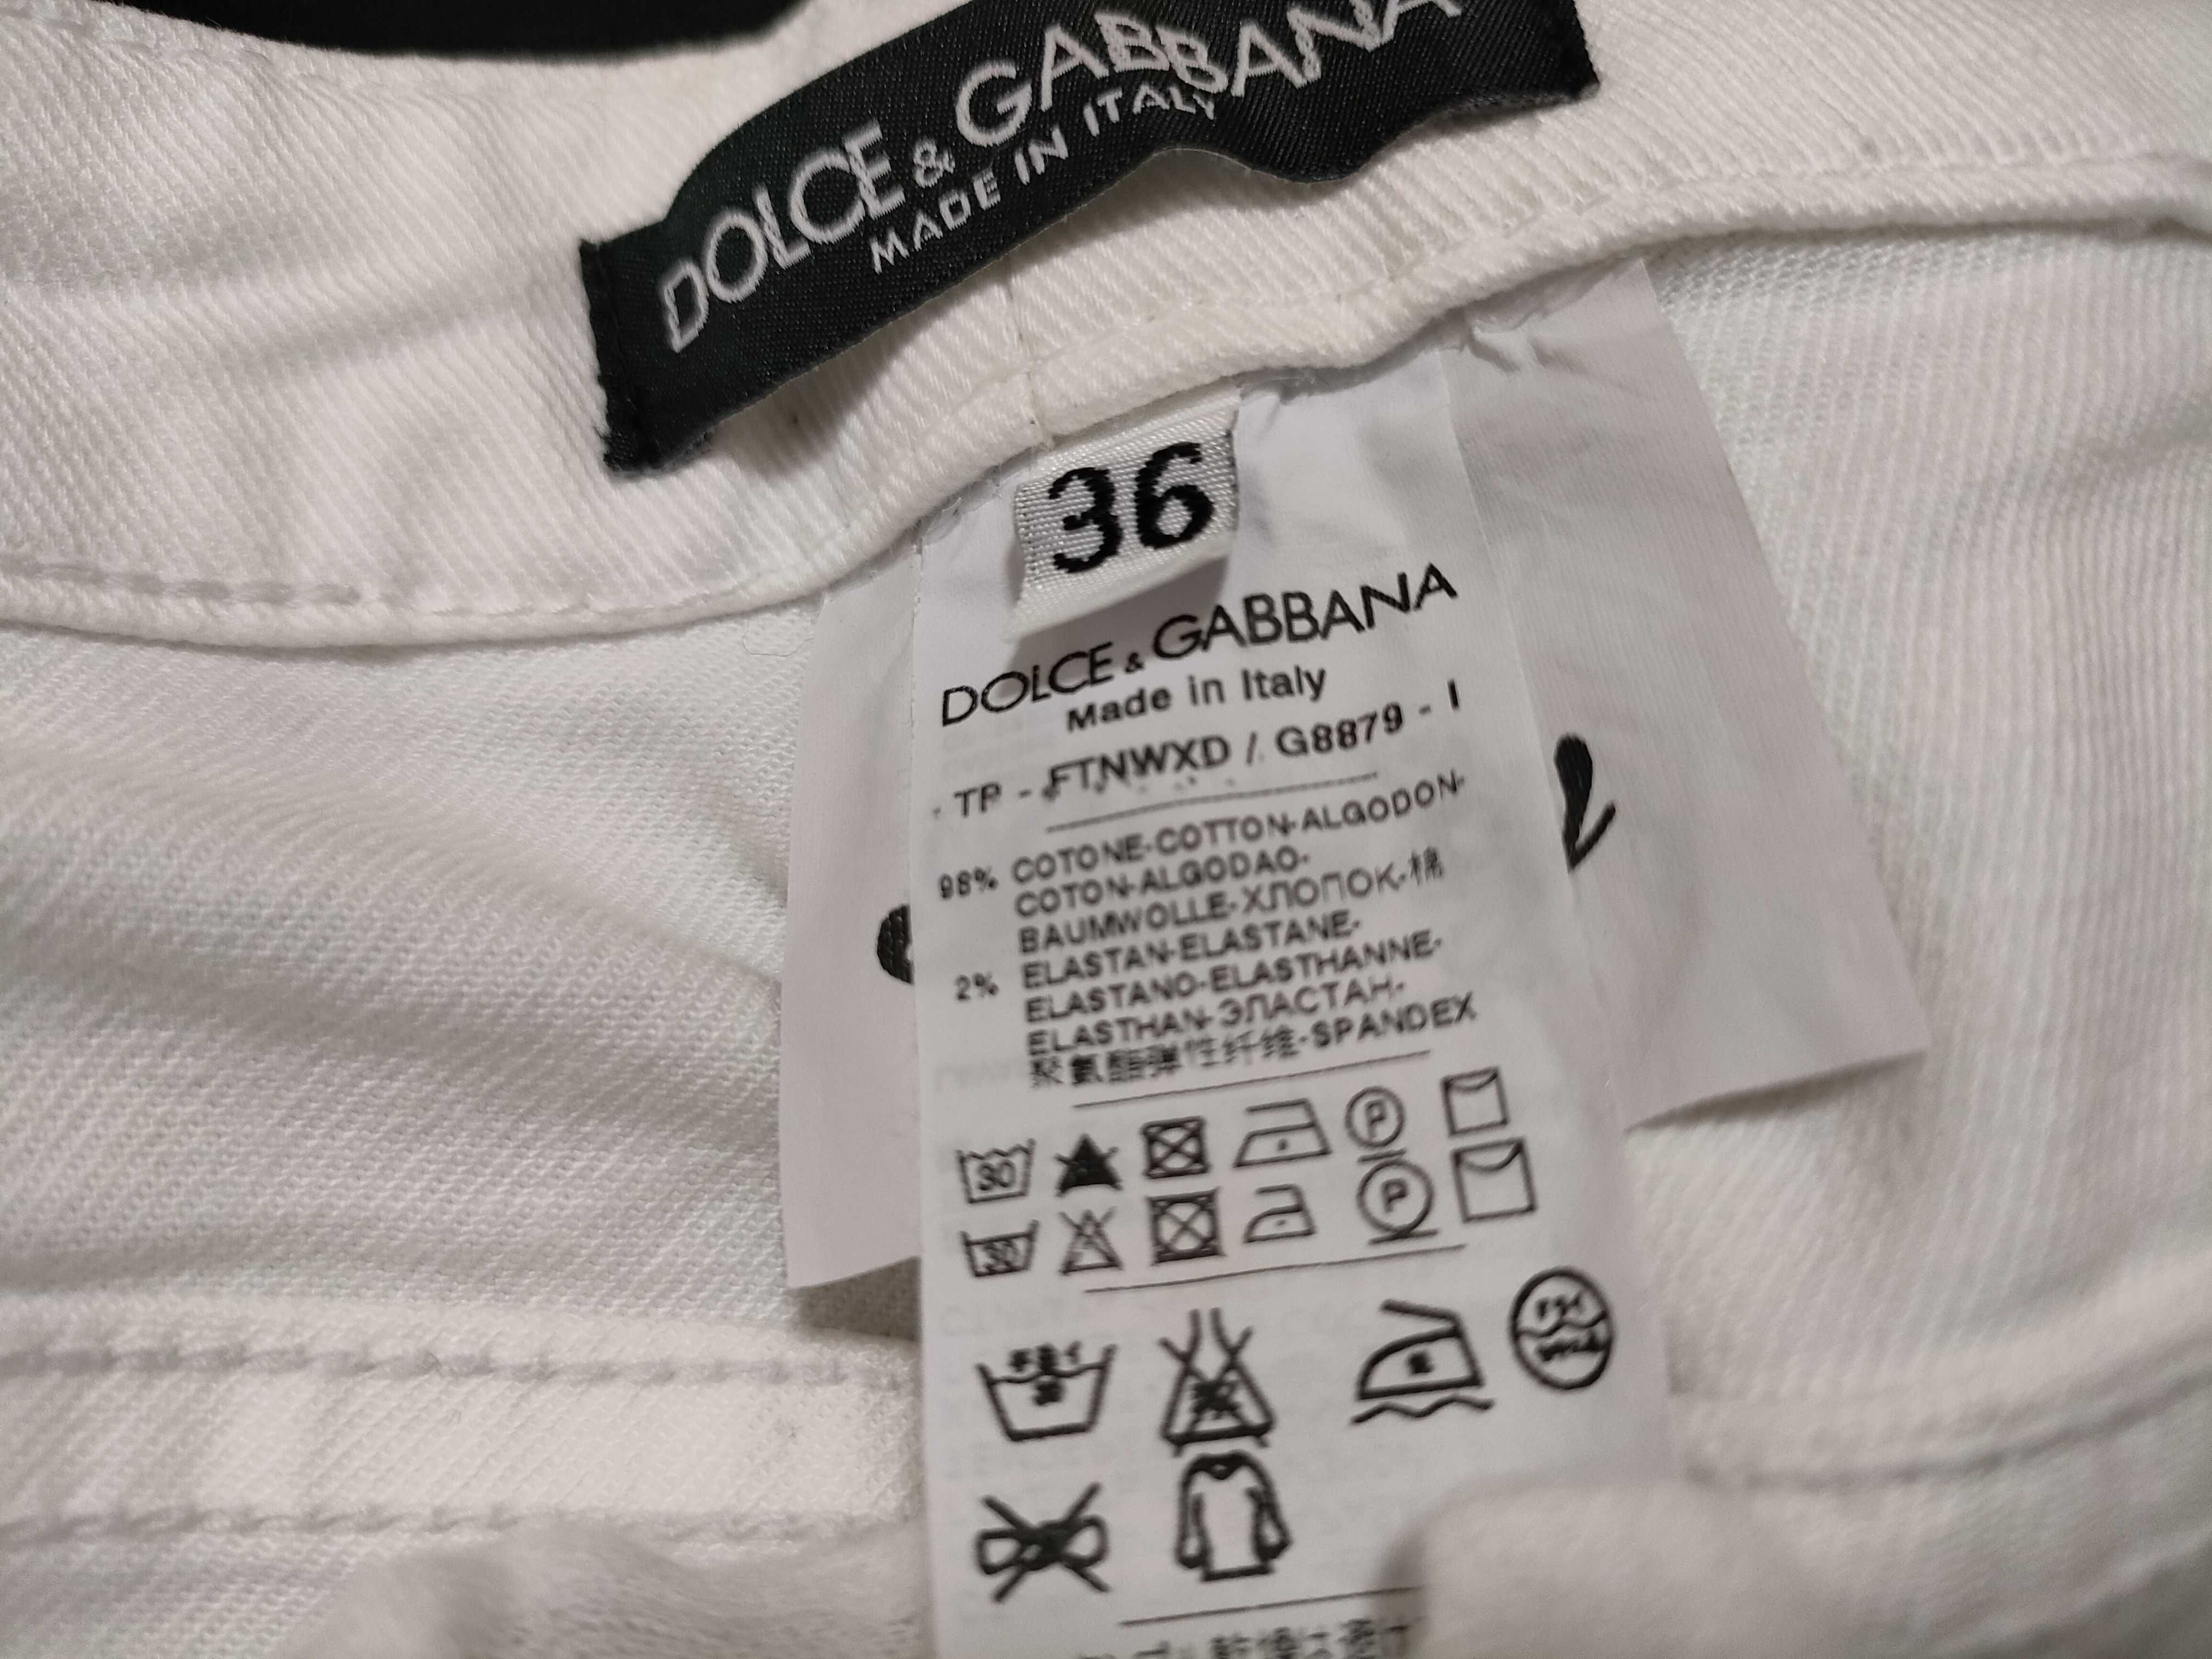 DOLCE & GABBANA
MADE IN ITALY
36
DOLCE & GABBANA
Made in Italy
TP - FTNWXD / G8879 - I
98% COTONE-COTTON-ALGODON-
COTON-ALGODAO-
BAUMWOLLE-ХЛОПОК-棉
2% ELASTAN-ELASTANE-
ELASTANO-ELASTHANNE-
ELASTHAN-ЭЛАСТАН-
聚氨酯弹性纤维-SPANDEX
30 P
30 P